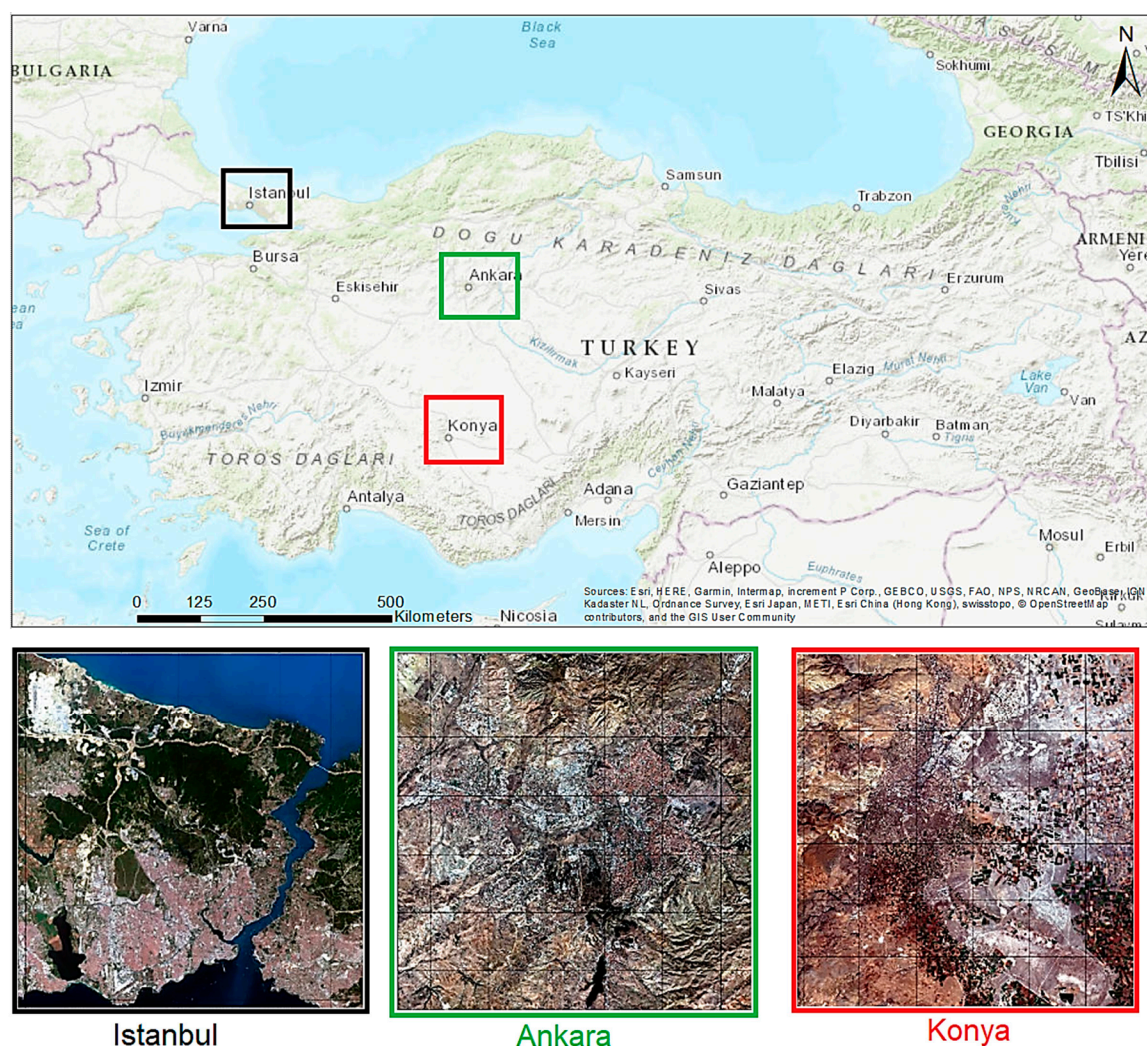 Varna
Black
Sea
BULGARIA
N
Sokhumi
GEORGIA
Tbilisi
Istanbul
Samsun
Trabzon
ARMENI
Bursa
DOGU KARADENIZ DAGLARI
Ankara
Eskisehir
Sivas
Erzurum
TURKEY
Kizilirmak
Kayseri
Elazig
Murat Nehri
Lake
Van
Van
Izmir
Malatya
Buyukmenderes Nehri
Konya
Diyarbakir
Batman
Tigris
TOROS DAGLARI
Ceyhan Nehri
Antalya
TOROS DAGLARI
Adana
Gaziantep
Mersin
Sea of
Crete
Mosul
Erbil
Aleppo
Euphrates
0 125 250 500
Kilometers
Nicosia
Sources: Esri, HERE, Garmin, Intermap, increment P Corp., GEBCO, USGS, FAO, NPS, NRCAN, GeoBase, IGN
Kadaster NL, Ordnance Survey, Esri Japan, METI, Esri China (Hong Kong), swisstopo, © OpenStreetMap
contributors, and the GIS User Community
Istanbul
Ankara
Konya